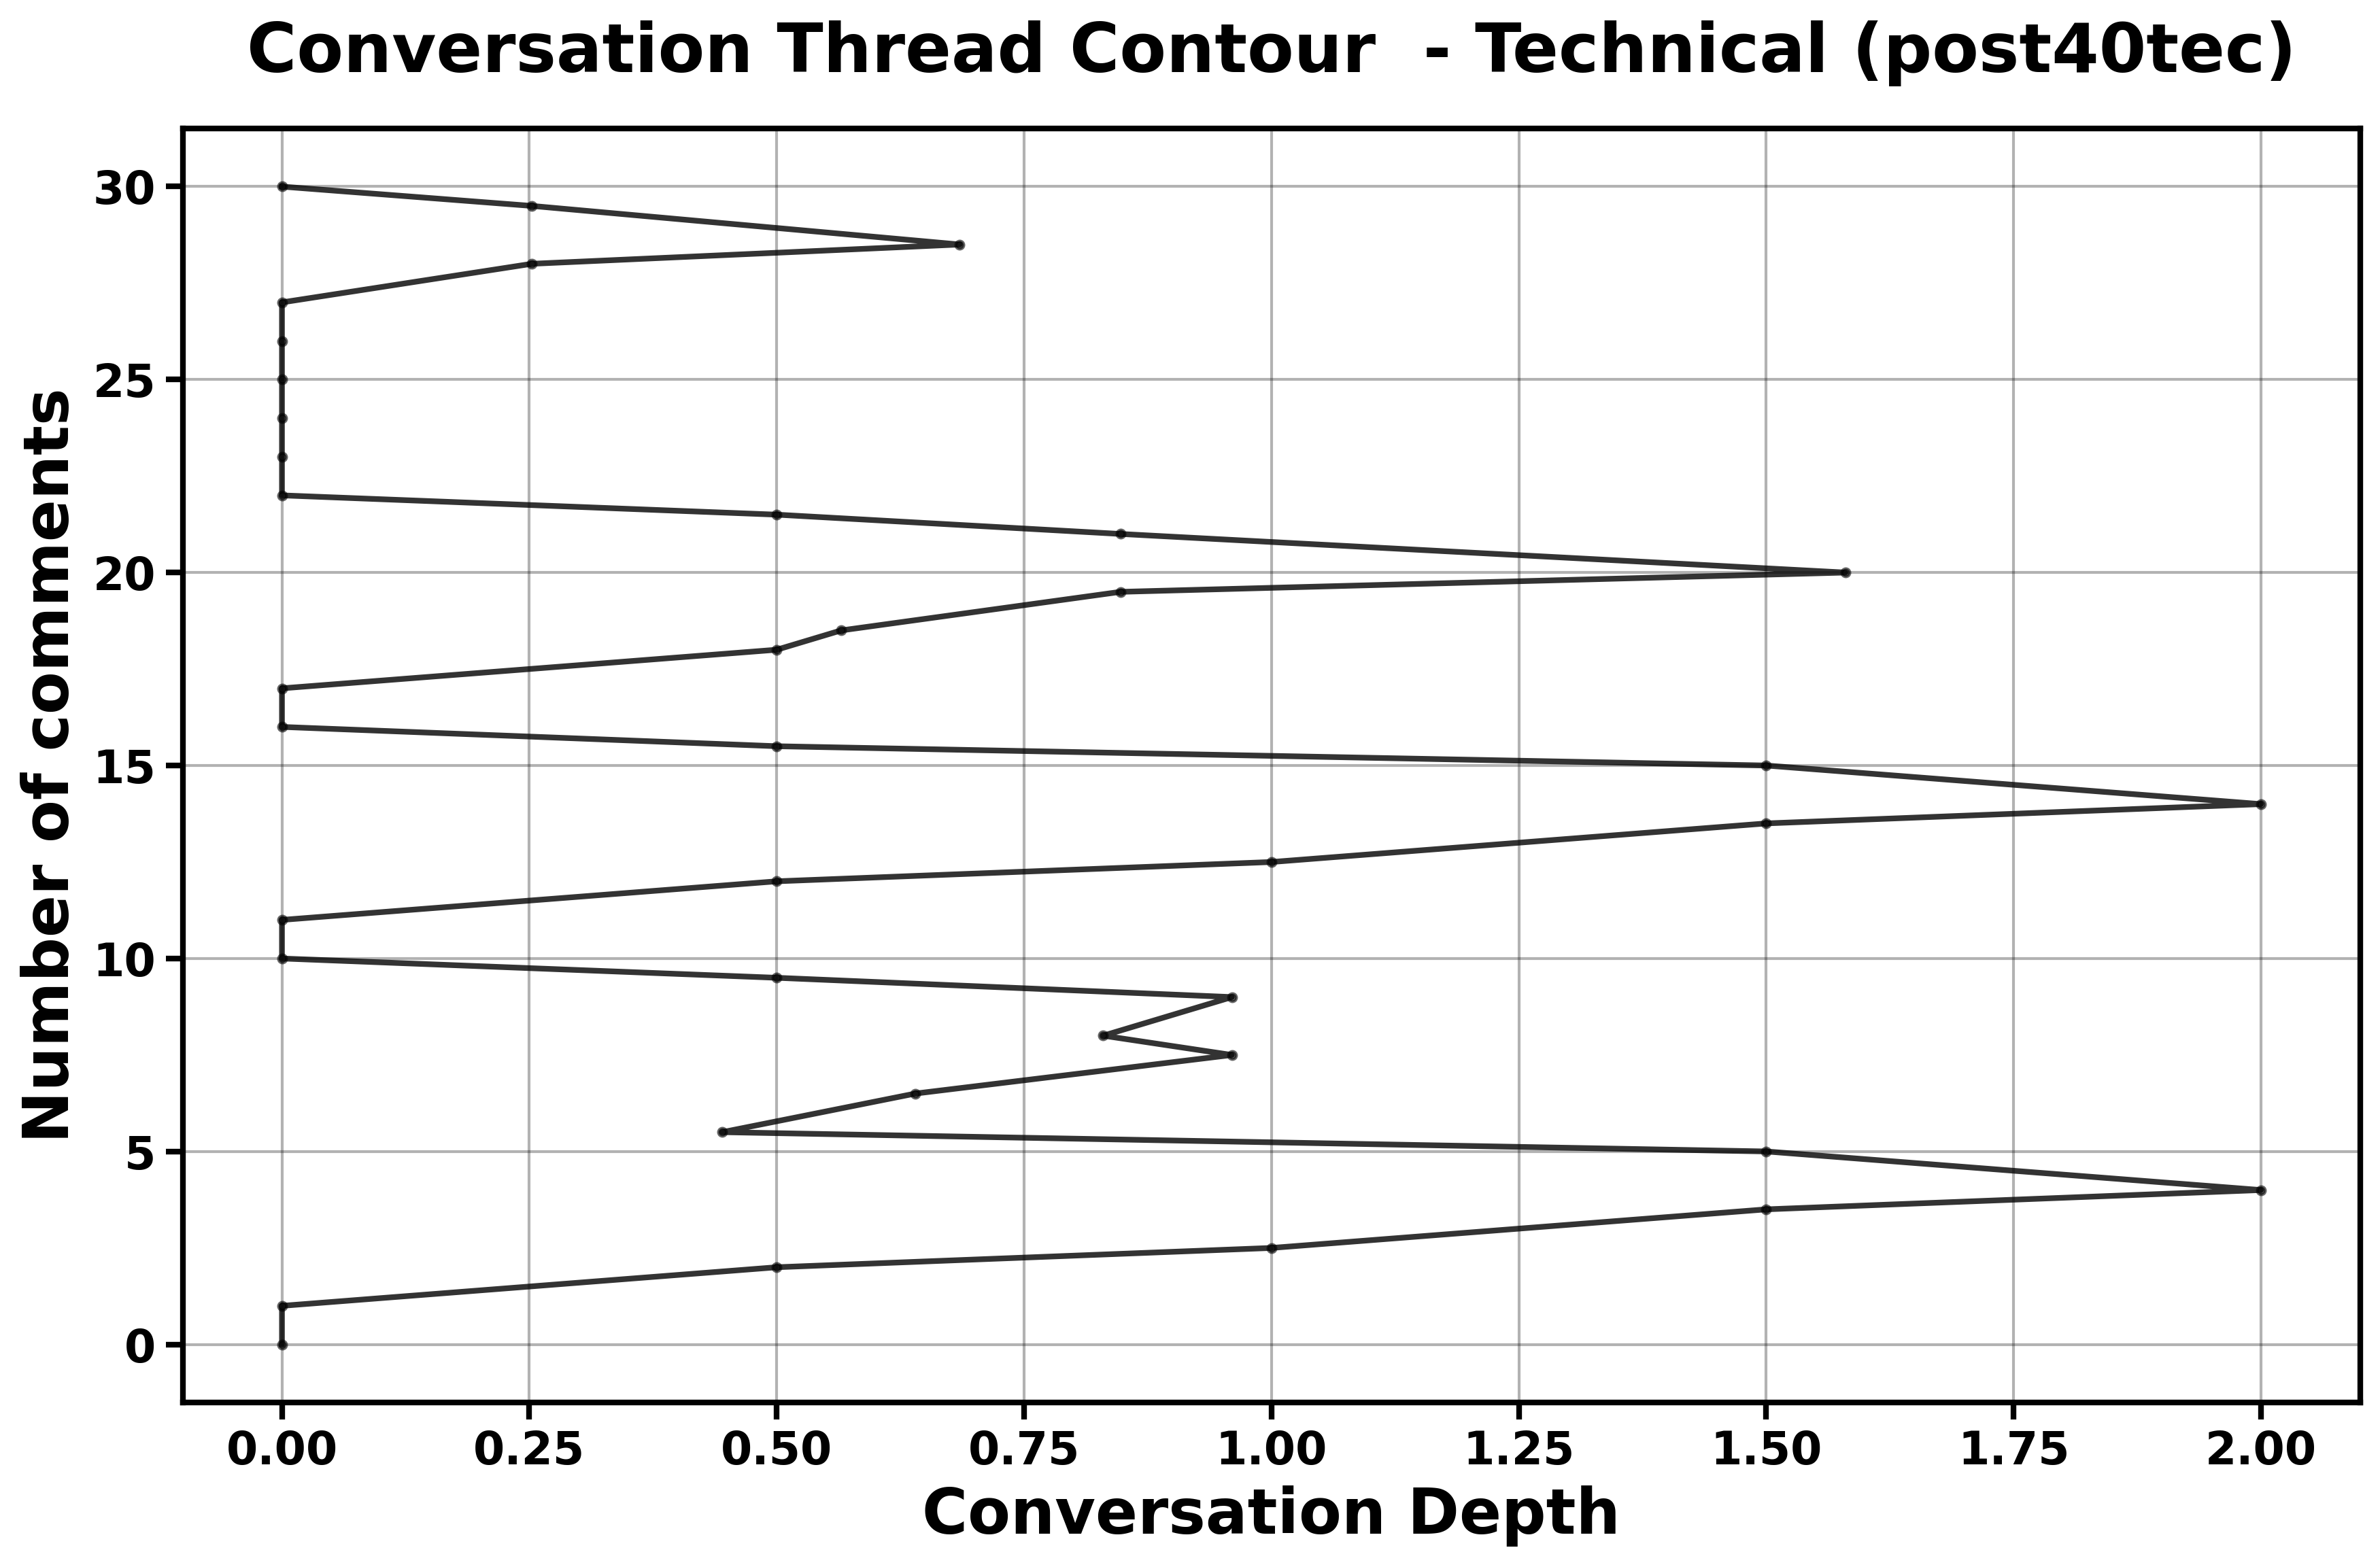 Conversation Thread Contour  - Technical (post40tec)
Number of comments
30
25
20
15
10
5
0
0.00 0.25 0.50 0.75 1.00 1.25 1.50 1.75 2.00
Conversation Depth